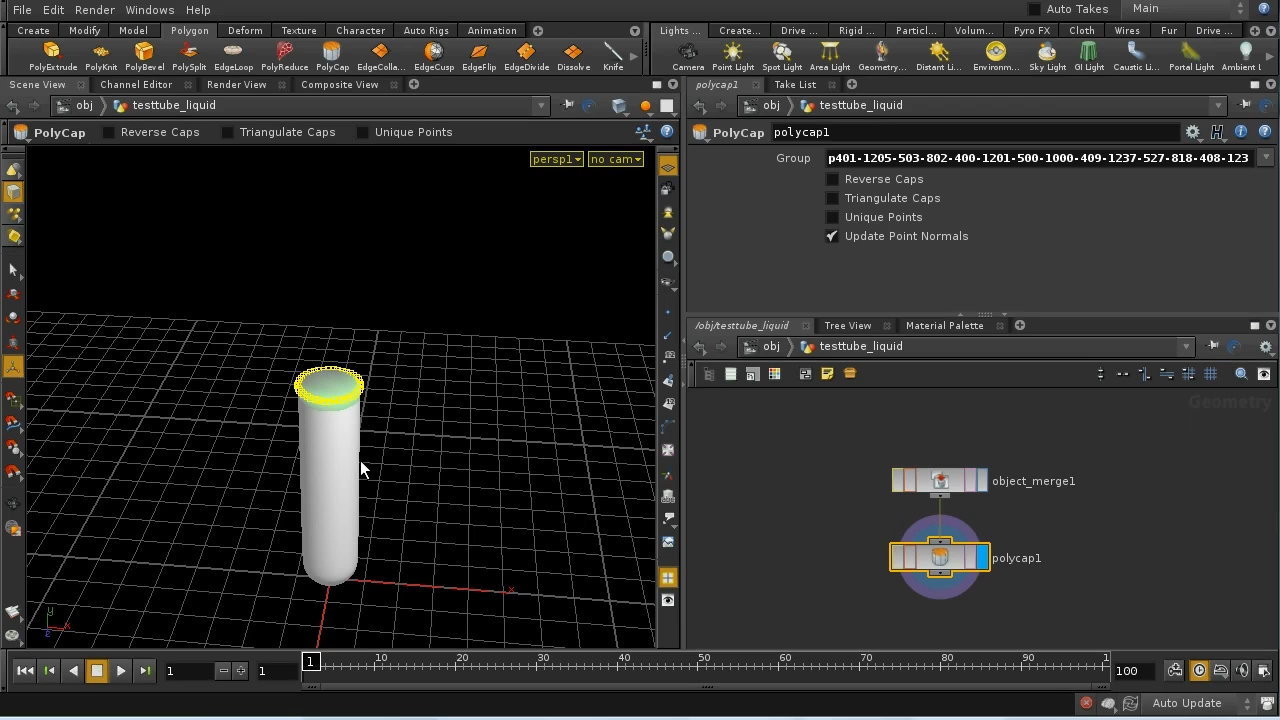 File Edit Render Windows Help
Auto Takes Main
Create Modify Model Polygon Deform Texture Character Auto Rigs Animation
Lights ... Create... Drive ... Rigid ... Particl... Volum... Pyro FX Cloth Wires Fur Drive ...
PolyExtrude PolyKnit PolyBevel PolySplit EdgeLoop PolyReduce PolyCap EdgeColla... EdgeCusp EdgeFlip EdgeDivide Dissolve Knife
Camera Point Light Spot Light Area Light Geometry... Distant Li... Environm... Sky Light GI Light Caustic Li... Portal Light Ambient L
Scene View Channel Editor Render View Composite View
polycap1 Take List
obj testtube_liquid
obj testtube_liquid
PolyCap Reverse Caps Triangulate Caps Unique Points
PolyCap polycap1
persp1 no cam
Group p401-1205-503-802-400-1201-500-1000-409-1237-527-818-408-123
Reverse Caps
Triangulate Caps
Unique Points
Update Point Normals
/obj/testtube_liquid Tree View Material Palette
obj testtube_liquid
Geometry
object_merge1
polycap1
x
y
x
z
1 1 1 10 20 30 40 50 60 70 80 90 1 100
Auto Update